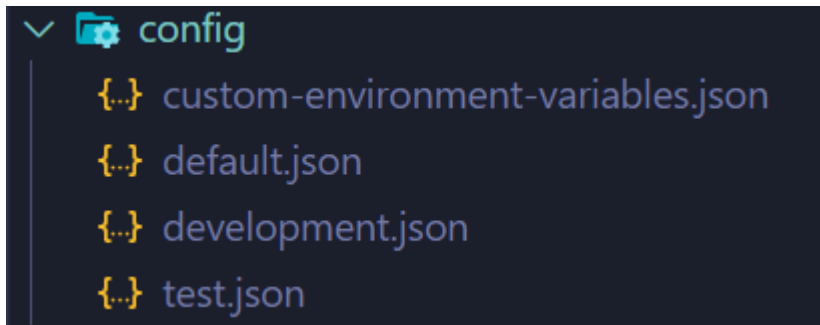 config
{...} custom-environment-variables.json
{...} default.json
{...} development.json
{...} test.json